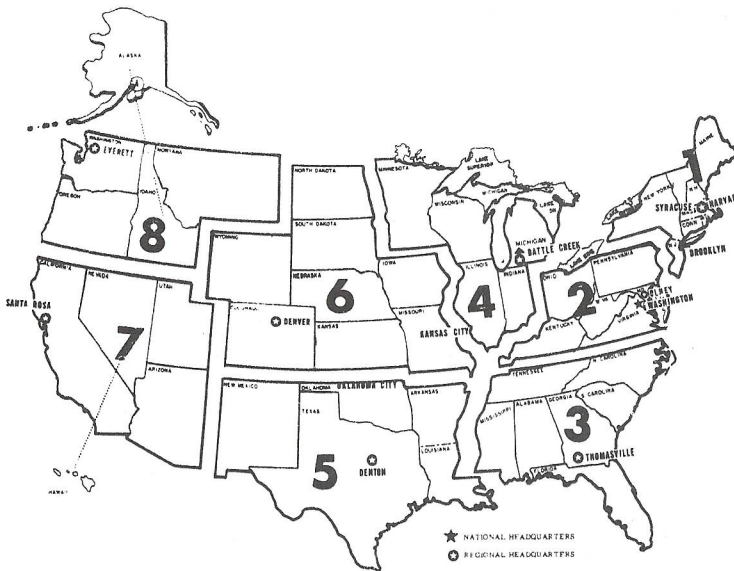 ALASKA
WASHINGTON
EVERETT
MONTANA
OREGON
IDAHO
8
NORTH DAKOTA
SOUTH DAKOTA
MINNESOTA
LAKE SUPERIOR
WISCONSIN
MICHIGAN
MICHIGAN
BATTLE CREEK
MAINE
1
N.H.
NEW YORK
SYRACUSE
HARVARD
CONN
BROOKLYN
N.J.
WYOMING
NEBRASKA
6
IOWA
ILLINOIS
INDIANA
4
OHIO
2
PENNSYLVANIA
OLNEY
WASHINGTON
VIRGINIA
KENTUCKY
CALIFORNIA
NEVADA
UTAH
SANTA ROSA
7
ARIZONA
DENVER
KANSAS
MISSOURI
KANSAS CITY
NEW MEXICO
OKLAHOMA
OKLAHOMA CITY
TEXAS
ARKANSAS
LOUISIANA
5
DENTON
TENNESSEE
N CAROLINA
S CAROLINA
MISSISSIPPI
ALABAMA
GEORGIA
3
THOMASVILLE
FLORIDA
HAWAII
NATIONAL HEADQUARTERS
REGIONAL HEADQUARTERS